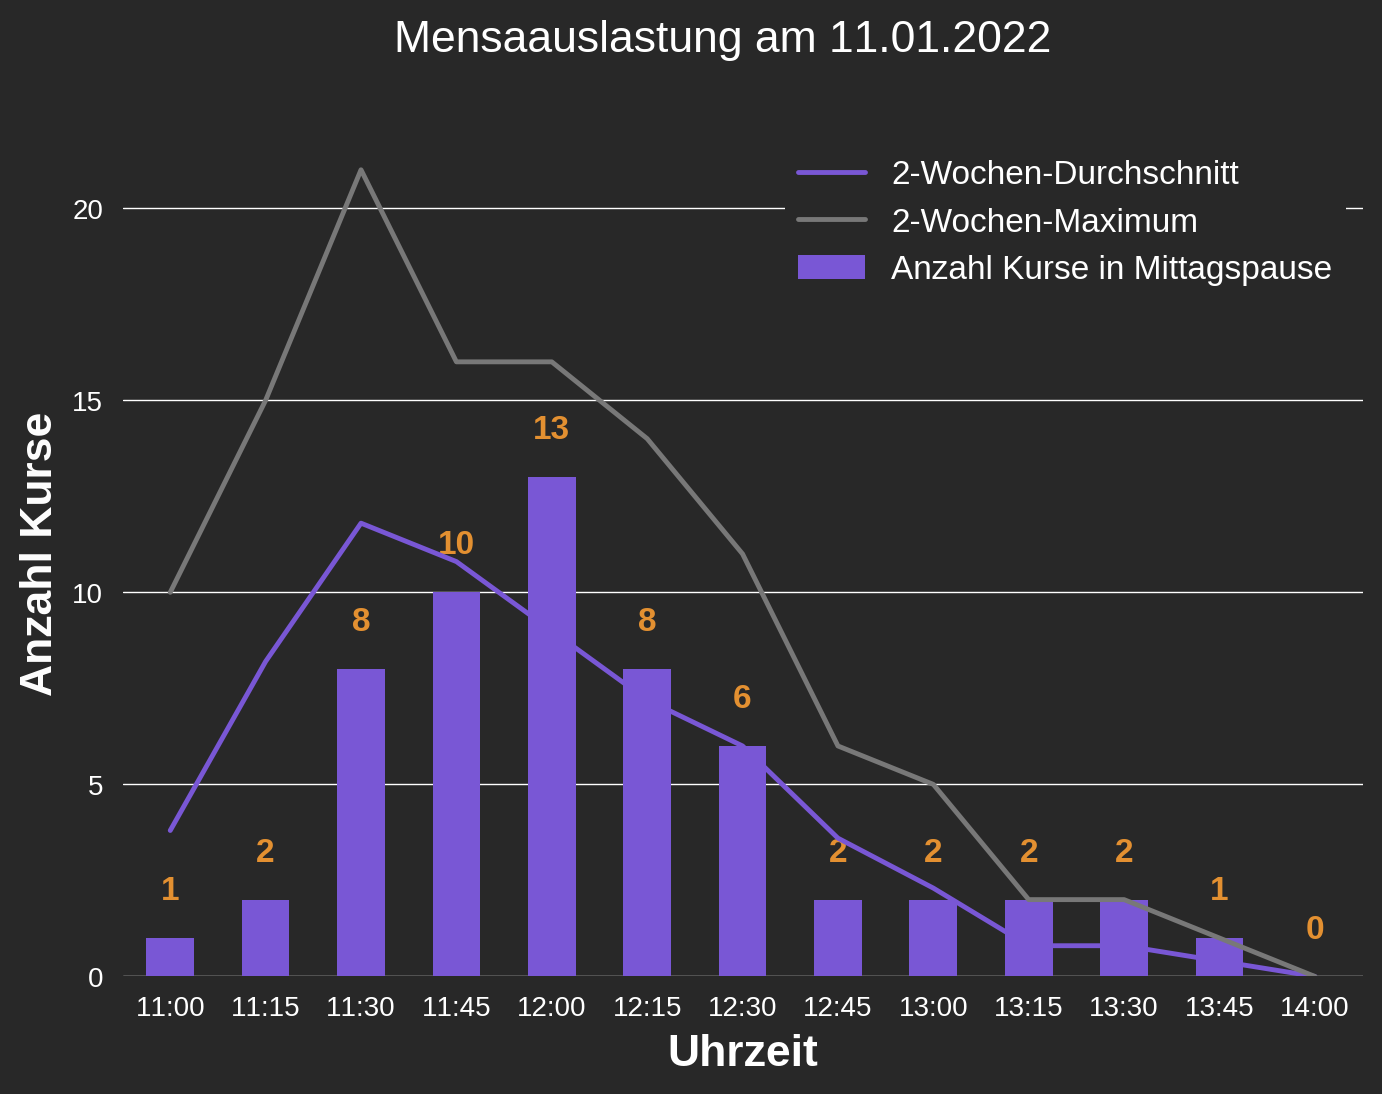 Mensaauslastung am 11.01.2022
2-Wochen-Durchschnitt
2-Wochen-Maximum
Anzahl Kurse in Mittagspause
Anzahl Kurse
20
15
10
5
0
1
2
8
10
13
8
6
2
2
2
2
1
0
11:00 11:15 11:30 11:45 12:00 12:15 12:30 12:45 13:00 13:15 13:30 13:45 14:00
Uhrzeit